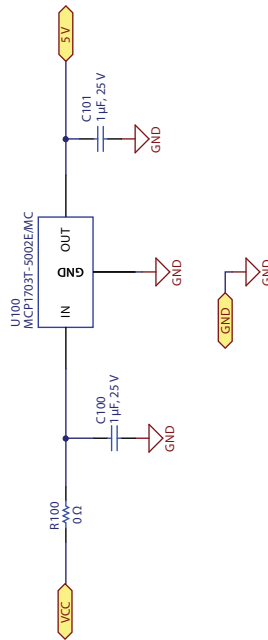 VCC
R100
0 Ω
C100
1 µF, 25 V
GND
U100
MCP1703T-5002E/MC
IN
GND
OUT
GND
C101
1 µF, 25 V
GND
5 V
GND
GND